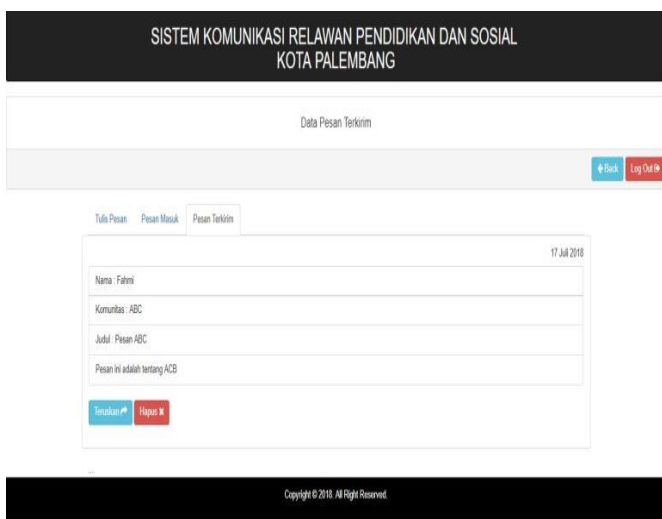 SISTEM KOMUNIKASI RELAWAN PENDIDIKAN DAN SOSIAL
KOTA PALEMBANG
Data Pesan Terkirim
Back Log Out
Tulis Pesan Pesan Masuk Pesan Terkirim
17 Juli 2018
Nama : Fahmi
Komunitas : ABC
Judul : Pesan ABC
Pesan ini adalah tentang ACB
Teruskan Hapus
Copyright © 2018. All Right Reserved.